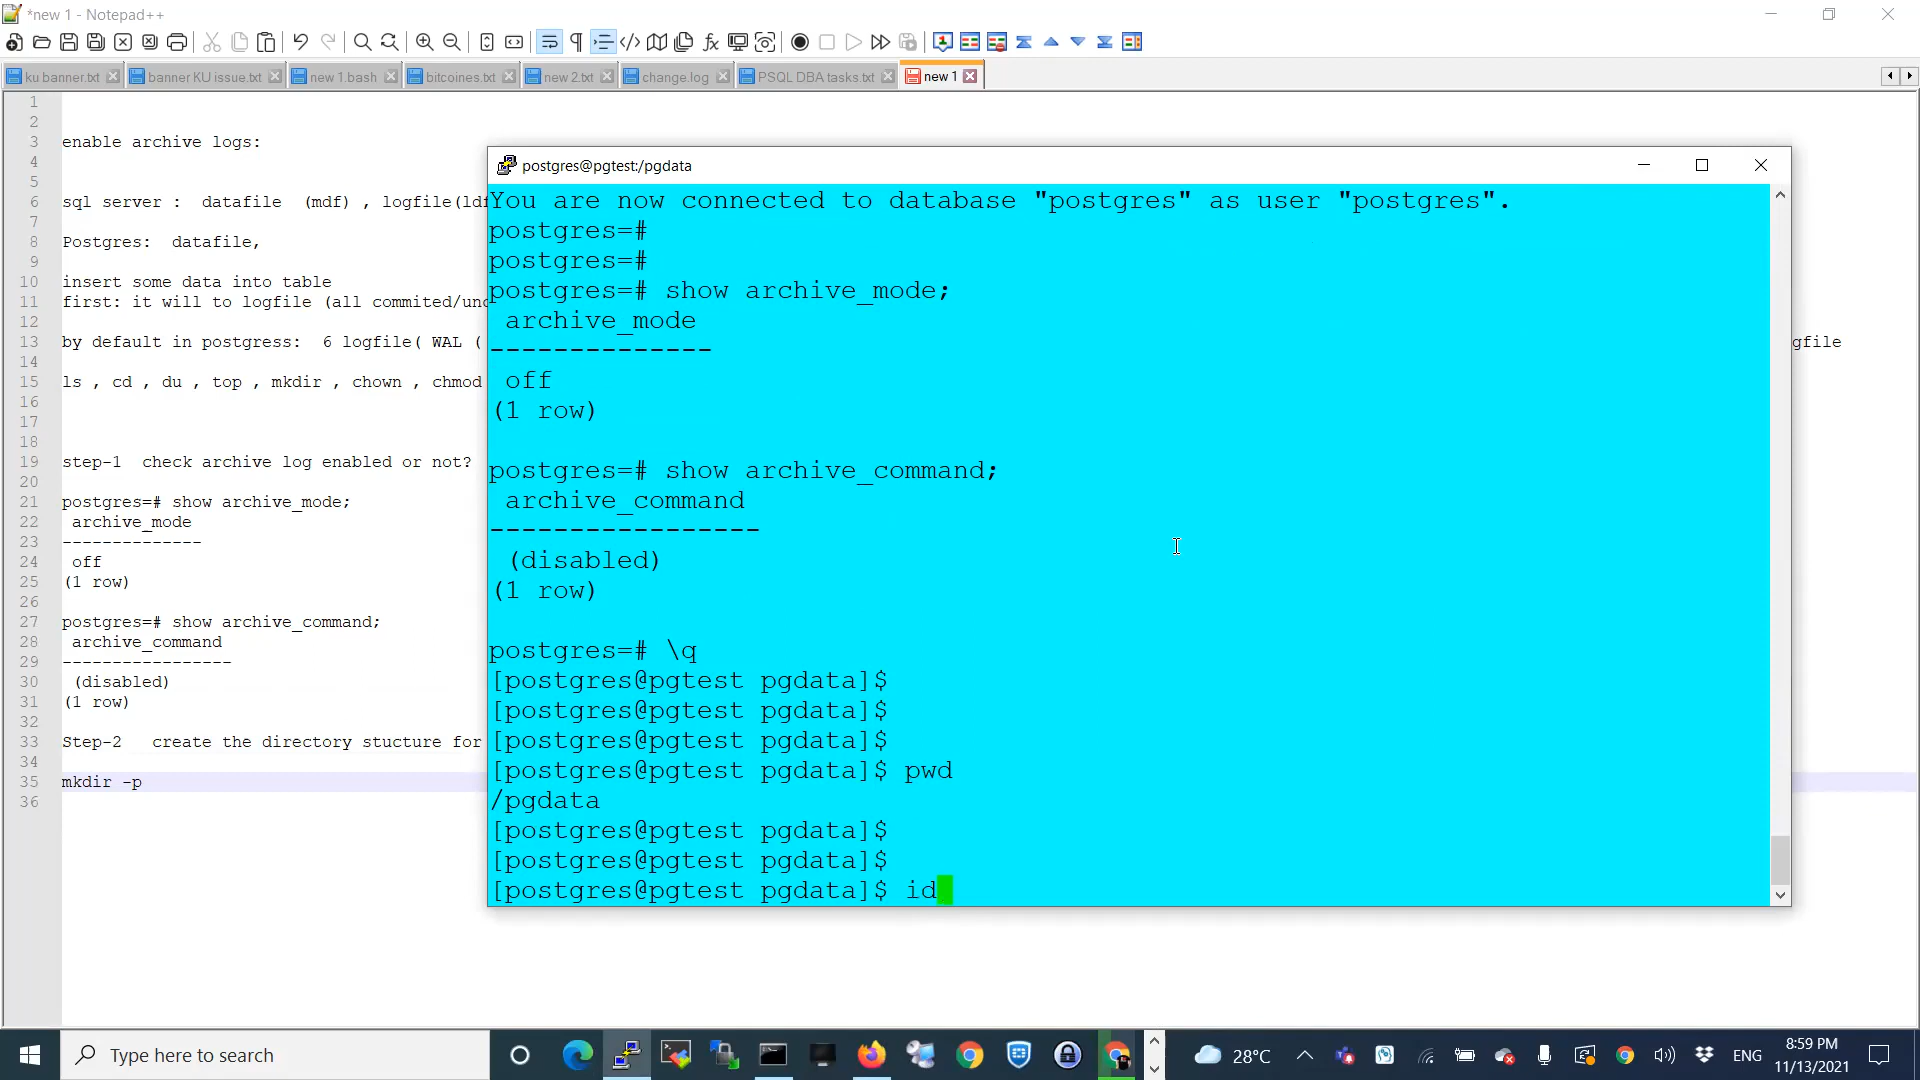 *new 1 - Notepad++
ku banner.txt
banner KU issue.txt
new 1.bash
bitcoines.txt
new 2.txt
change.log
PSQL DBA tasks.txt
new 1
1
2
3 enable archive logs:
4
5
6 sql server :  datafile  (mdf) , logfile(ldf
7
8 Postgres:  datafile,
9
10 insert some data into table
11 first: it will to logfile (all commited/unc
12
13 by default in postgress:  6 logfile( WAL ( gfile
14
15 ls , cd , du , top , mkdir , chown , chmod
16
17
18
19 step-1  check archive log enabled or not?
20
21 postgres=# show archive_mode;
22 archive_mode
23 --------------
24 off
25 (1 row)
26
27 postgres=# show archive_command;
28 archive_command
29 -----------------
30 (disabled)
31 (1 row)
32
33 Step-2   create the directory stucture for
34
35 mkdir -p
36
postgres@pgtest:/pgdata
You are now connected to database "postgres" as user "postgres".
postgres=#
postgres=#
postgres=# show archive_mode;
archive_mode
--------------
off
(1 row)
postgres=# show archive_command;
archive_command
-----------------
(disabled)
(1 row)
postgres=# \q
[postgres@pgtest pgdata]$
[postgres@pgtest pgdata]$
[postgres@pgtest pgdata]$
[postgres@pgtest pgdata]$ pwd
/pgdata
[postgres@pgtest pgdata]$
[postgres@pgtest pgdata]$
[postgres@pgtest pgdata]$ id
Type here to search
28°C
ENG
8:59 PM
11/13/2021